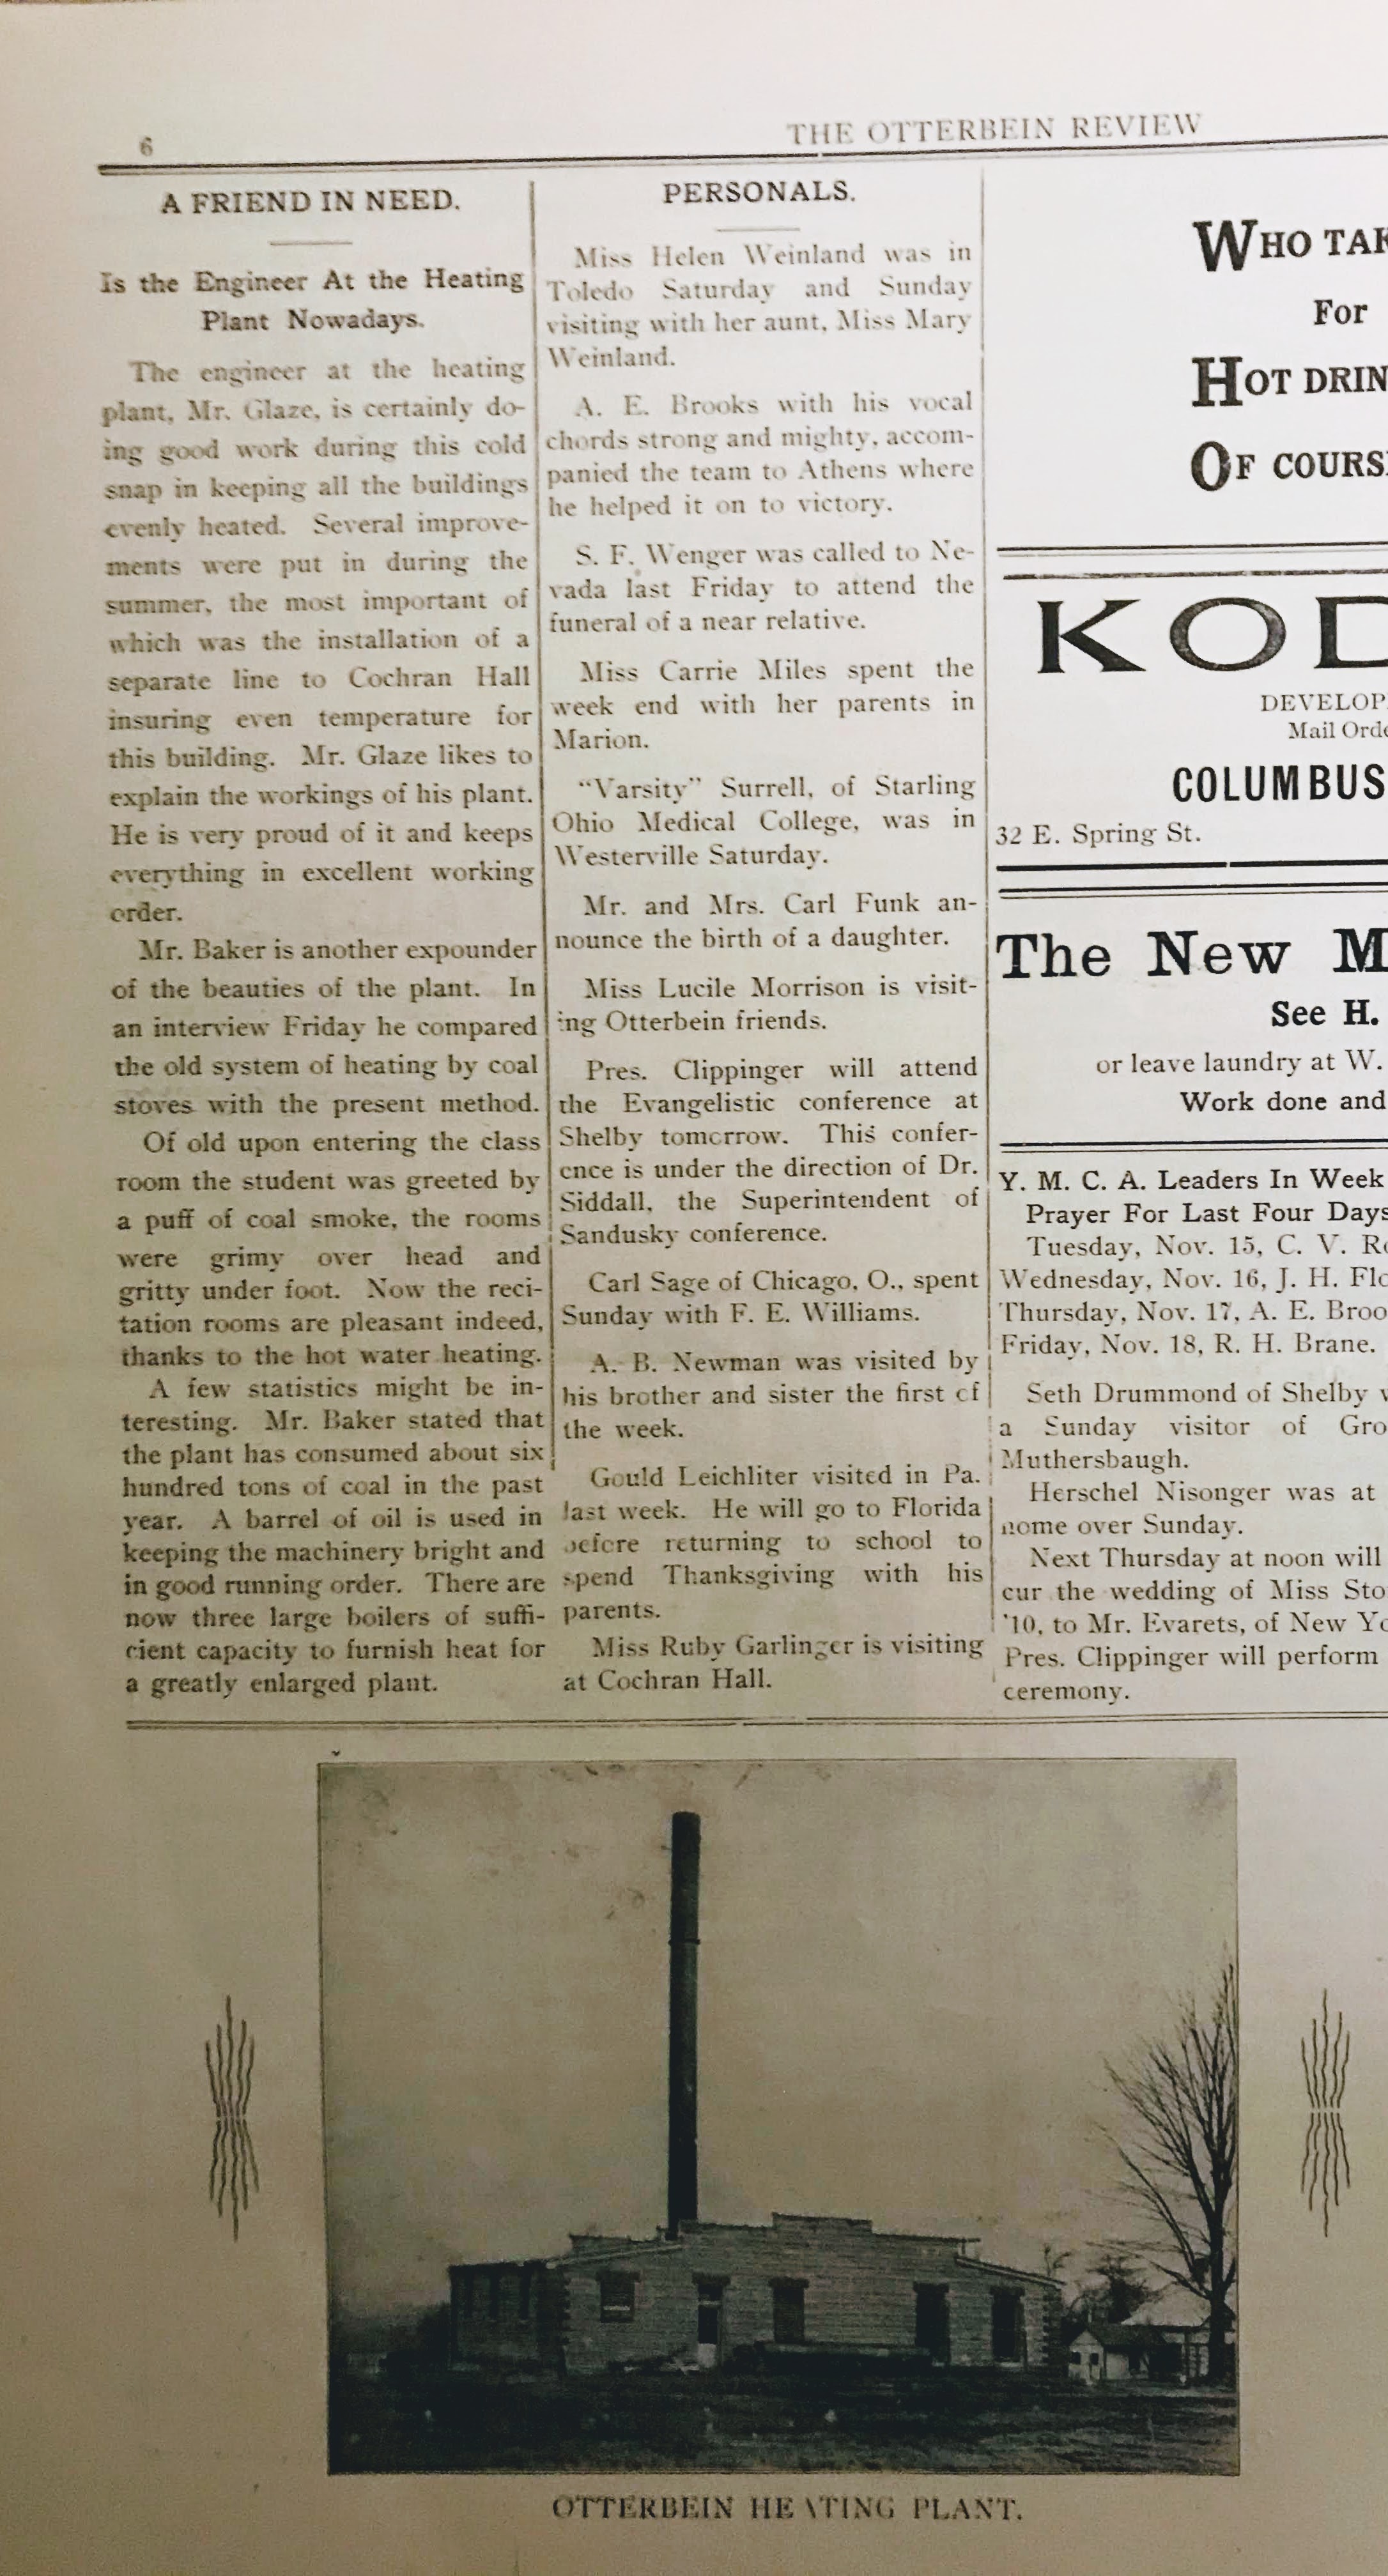 6
THE OTTERBEIN REVIEW
A FRIEND IN NEED.
Is the Engineer At the Heating
Plant Nowadays.
The engineer at the heating
plant, Mr. Glaze, is certainly do-
ing good work during this cold
snap in keeping all the buildings
evenly heated. Several improve-
ments were put in during the
summer, the most important of
which was the installation of a
separate line to Cochran Hall
insuring even temperature for
this building. Mr. Glaze likes to
explain the workings of his plant.
He is very proud of it and keeps
everything in excellent working
order.
Mr. Baker is another expounder
of the beauties of the plant. In
an interview Friday he compared
the old system of heating by coal
stoves with the present method.
Of old upon entering the class
room the student was greeted by
a puff of coal smoke, the rooms
were grimy over head and
gritty under foot. Now the reci-
tation rooms are pleasant indeed,
thanks to the hot water heating.
A few statistics might be in-
teresting. Mr. Baker stated that
the plant has consumed about six
hundred tons of coal in the past
year. A barrel of oil is used in
keeping the machinery bright and
in good running order. There are
now three large boilers of suffi-
cient capacity to furnish heat for
a greatly enlarged plant.
PERSONALS.
Miss Helen Weinland was in
Toledo Saturday and Sunday
visiting with her aunt, Miss Mary
Weinland.
A. E. Brooks with his vocal
chords strong and mighty, accom-
panied the team to Athens where
he helped it on to victory.
S. F. Wenger was called to Ne-
vada last Friday to attend the
funeral of a near relative.
Miss Carrie Miles spent the
week end with her parents in
Marion.
"Varsity" Surrell, of Starling
Ohio Medical College, was in
Westerville Saturday.
Mr. and Mrs. Carl Funk an-
nounce the birth of a daughter.
Miss Lucile Morrison is visit-
ing Otterbein friends.
Pres. Clippinger will attend
the Evangelistic conference at
Shelby tomorrow. This confer-
ence is under the direction of Dr.
Siddall, the Superintendent of
Sandusky conference.
Carl Sage of Chicago, O., spent
Sunday with F. E. Williams.
A. B. Newman was visited by
his brother and sister the first of
the week.
Gould Leichliter visited in Pa.
last week. He will go to Florida
before returning to school to
spend Thanksgiving with his
parents.
Miss Ruby Garlinger is visiting
at Cochran Hall.
WHO TAK
For
HOT DRIN
OF COURS
KOD
DEVELOP
Mail Orde
COLUMBUS
32 E. Spring St.
The New M
See H.
or leave laundry at W.
Work done and
Y. M. C. A. Leaders In Week
Prayer For Last Four Days
Tuesday, Nov. 15, C. V. Ro
Wednesday, Nov. 16, J. H. Flo
Thursday, Nov. 17, A. E. Broo
Friday, Nov. 18, R. H. Brane.
Seth Drummond of Shelby
a Sunday visitor of Gro
Muthersbaugh.
Herschel Nisonger was at
home over Sunday.
Next Thursday at noon will
cur the wedding of Miss Sto
'10, to Mr. Evarets, of New Yo
Pres. Clippinger will perform
ceremony.
OTTERBEIN HEATING PLANT.